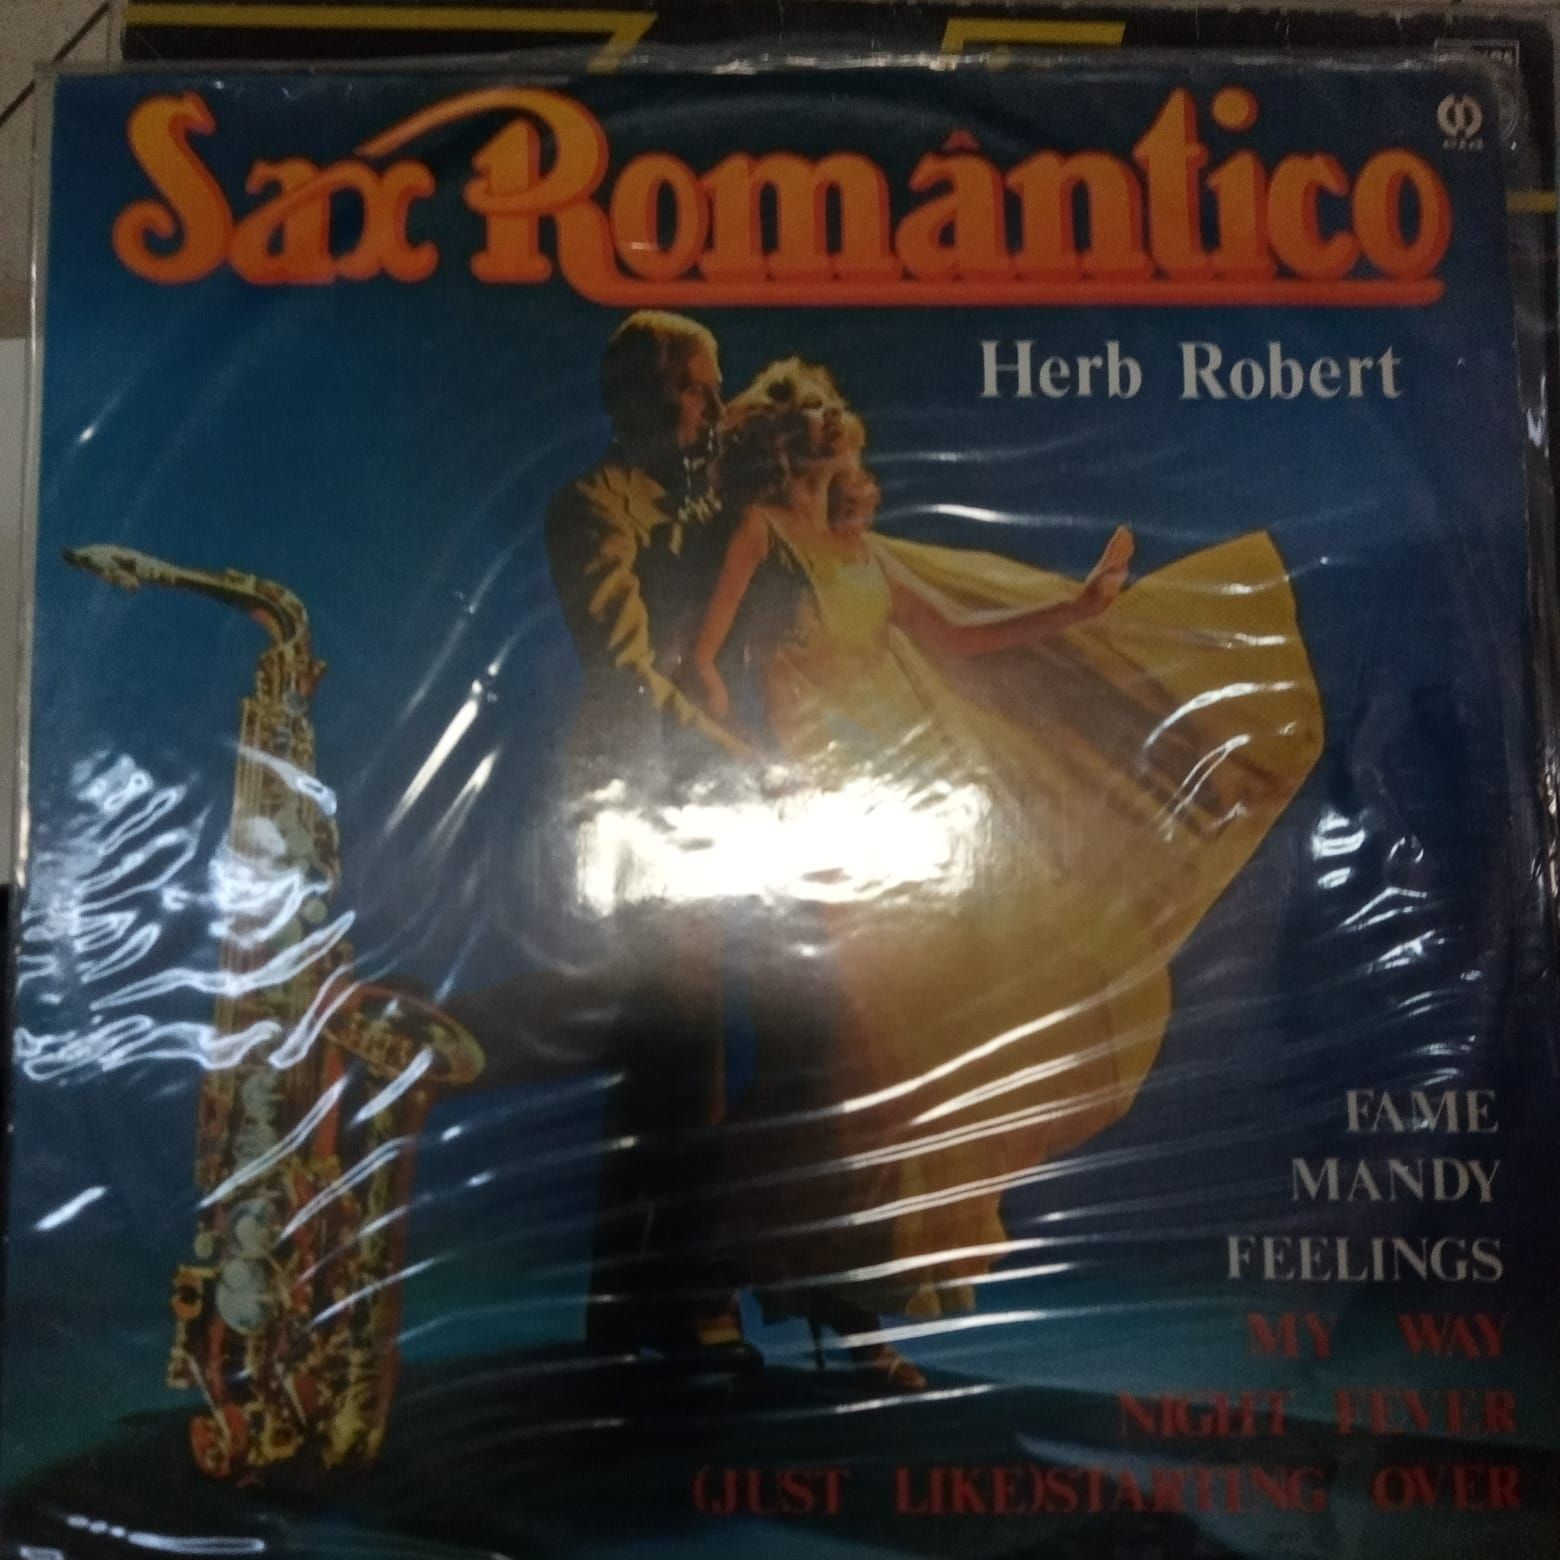 Sax Romântico
Herb Robert
FAME
MANDY
FEELINGS
MY WAY
NIGHT FEVER
(JUST LIKE)STARTING OVER